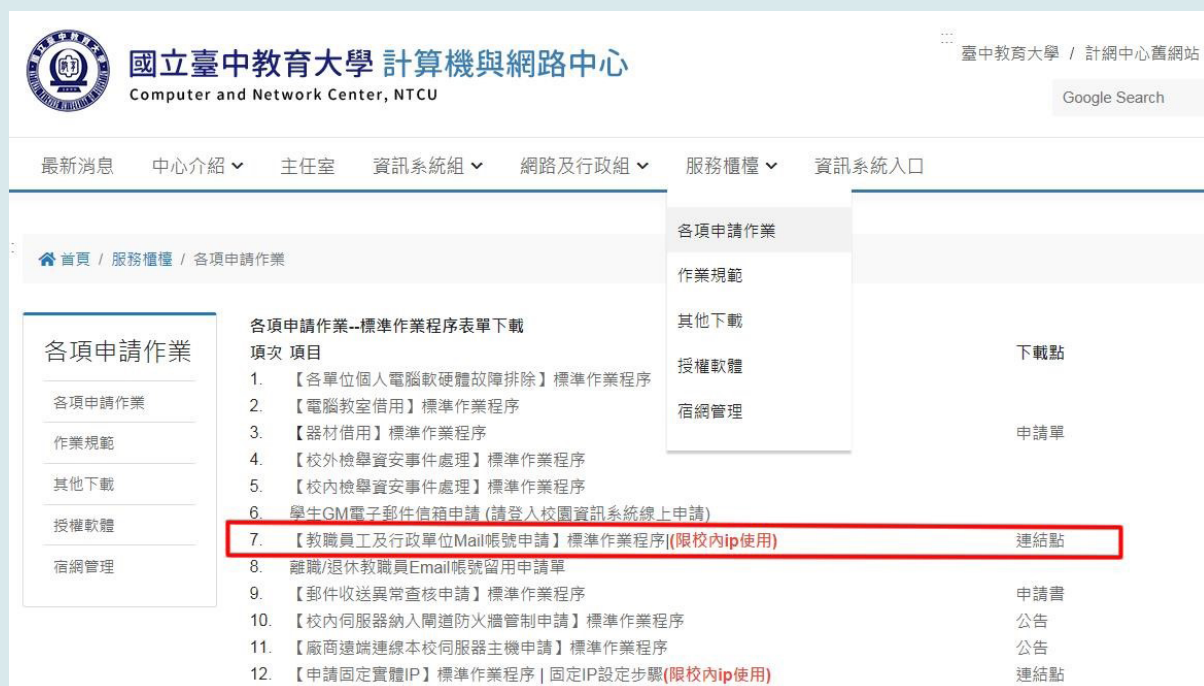 國立臺中教育大學 計算機與網路中心
Computer and Network Center, NTCU
臺中教育大學 / 計網中心舊網站
Google Search
最新消息 中心介紹 主任室 資訊系統組 網路及行政組 服務櫃檯 資訊系統入口
各項申請作業
作業規範
其他下載
授權軟體
宿網管理
首頁 / 服務櫃檯 / 各項申請作業
各項申請作業
各項申請作業
作業規範
其他下載
授權軟體
宿網管理
各項申請作業--標準作業程序表單下載
項次 項目 下載點
1. 【各單位個人電腦軟硬體故障排除】標準作業程序
2. 【電腦教室借用】標準作業程序
3. 【器材借用】標準作業程序 申請單
4. 【校外檢舉資安事件處理】標準作業程序
5. 【校內檢舉資安事件處理】標準作業程序
6. 學生GM電子郵件信箱申請 (請登入校園資訊系統線上申請)
7. 【教職員工及行政單位Mail帳號申請】標準作業程序|(限校內ip使用) 連結點
8. 離職/退休教職員Email帳號留用申請單
9. 【郵件收送異常查核申請】標準作業程序 申請書
10. 【校內伺服器納入閘道防火牆管制申請】標準作業程序 公告
11. 【廠商遠端連線本校伺服器主機申請】標準作業程序 公告
12. 【申請固定實體IP】標準作業程序 | 固定IP設定步驟(限校內ip使用) 連結點